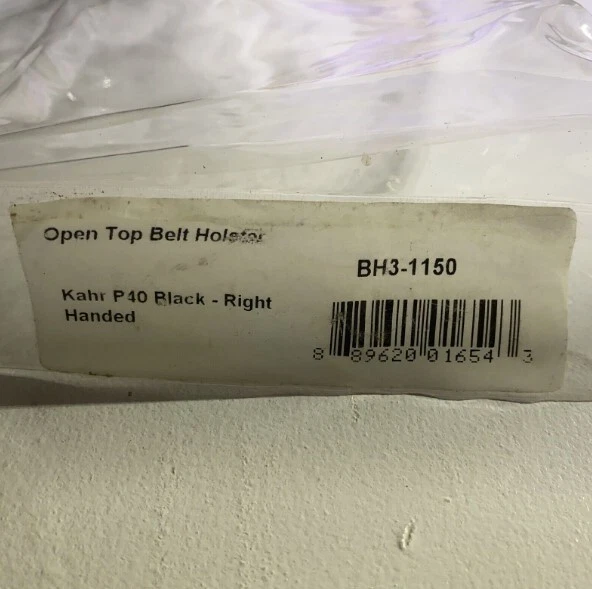 Open Top Belt Holster
BH3-1150
Kahr P40 Black - Right
Handed
8 89620 01654 3